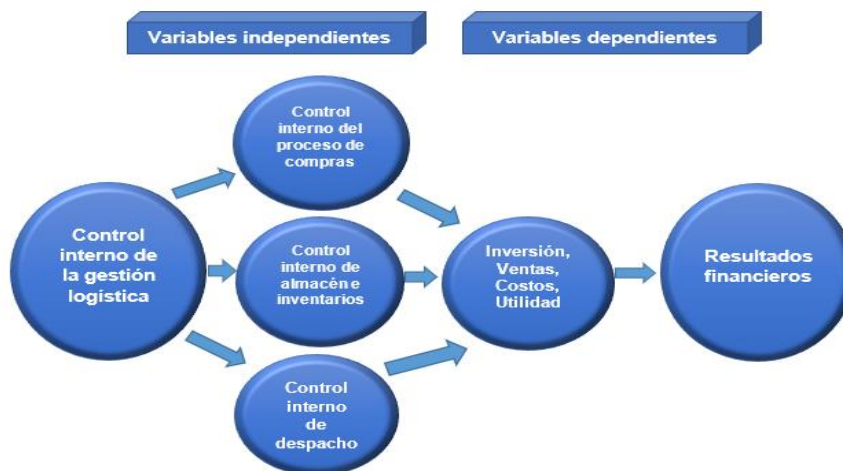 Variables independientes
Variables dependientes
Control
interno del
proceso de
compras
Control
interno de
la gestión
logística
Control
interno de
almacén e
inventarios
Inversión,
Ventas,
Costos,
Utilidad
Resultados
financieros
Control
interno
de
despacho